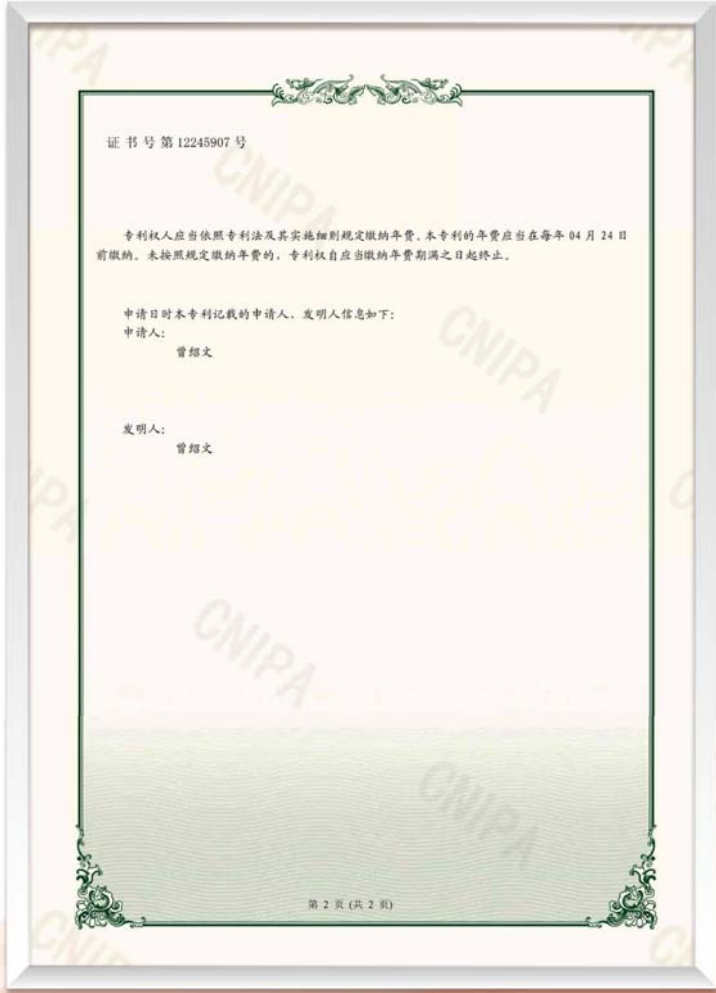 证书号第12245907号
专利权人应当依照专利法及其实施细则规定缴纳年费。本专利的年费应当在每年 04 月 24 日
前缴纳。未按照规定缴纳年费的，专利权自应当缴纳年费期满之日起终止。
申请日时本专利记载的申请人、发明人信息如下：
申请人：
曾绍文
发明人：
曾绍文
第 2 页 (共 2 页)
CNIPA
CNIPA
CNIPA
CNIPA